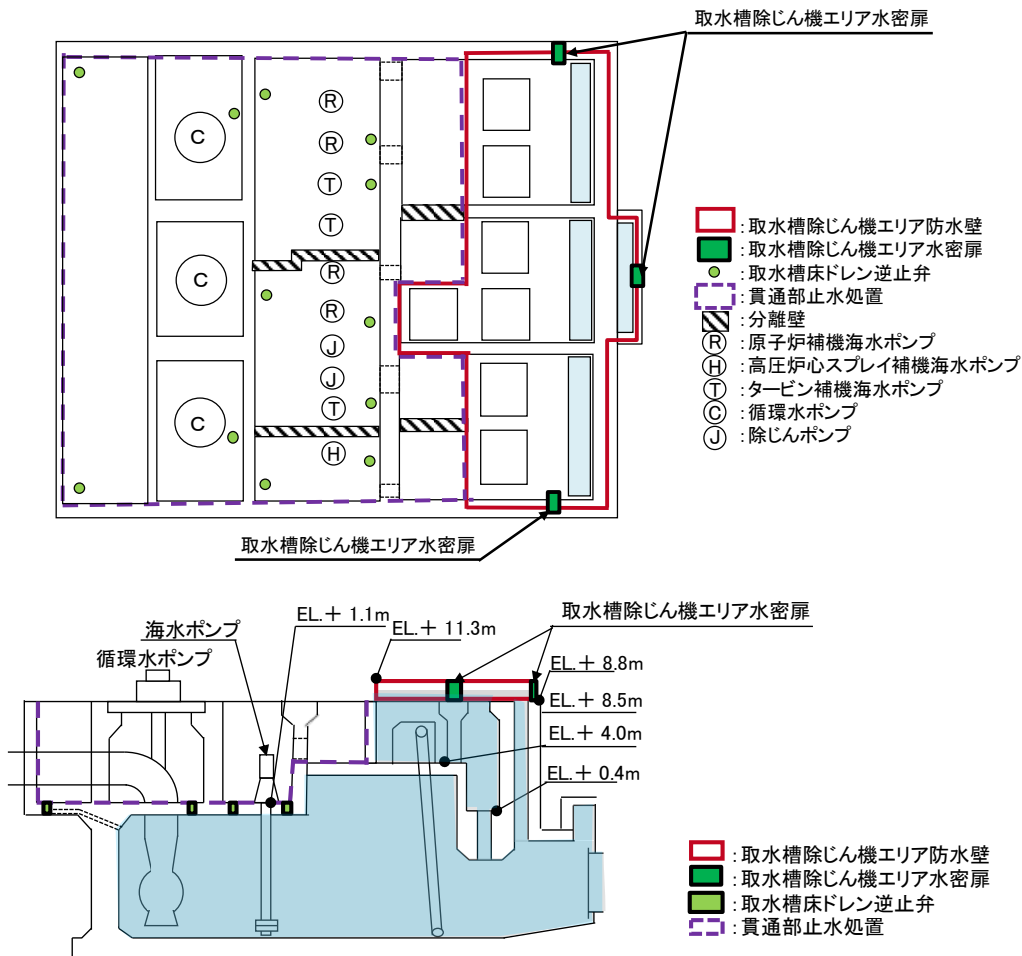 取水槽除じん機エリア水密扉
C
C
C
R
R
T
T
R
R
J
J
T
H
:取水槽除じん機エリア防水壁
:取水槽除じん機エリア水密扉
:取水槽床ドレン逆止弁
:貫通部止水処置
:分離壁
R:原子炉補機海水ポンプ
H:高圧炉心スプレイ補機海水ポンプ
T:タービン補機海水ポンプ
C:循環水ポンプ
J:除じんポンプ
取水槽除じん機エリア水密扉
海水ポンプ
循環水ポンプ
EL.+ 1.1m
EL.+ 11.3m
取水槽除じん機エリア水密扉
EL.+ 8.8m
EL.+ 8.5m
EL.+ 4.0m
EL.+ 0.4m
:取水槽除じん機エリア防水壁
:取水槽除じん機エリア水密扉
:取水槽床ドレン逆止弁
:貫通部止水処置